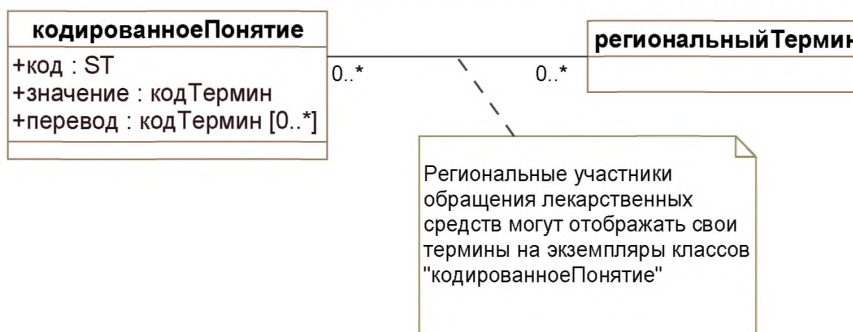 кодированноеПонятие
+код : ST
+значение : кодТермин
+перевод : кодТермин [0..*]
0..*
0..*
региональныйТермин
Региональные участники
обращения лекарственных
средств могут отображать свои
термины на экземпляры классов
"кодированноеПонятие"